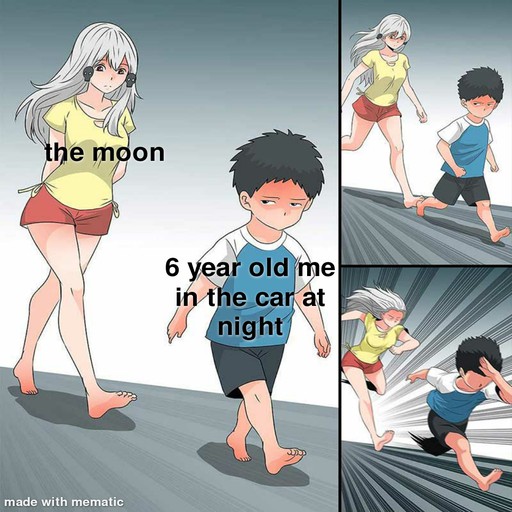 the moon
6 year old me
in the car at
night
made with mematic